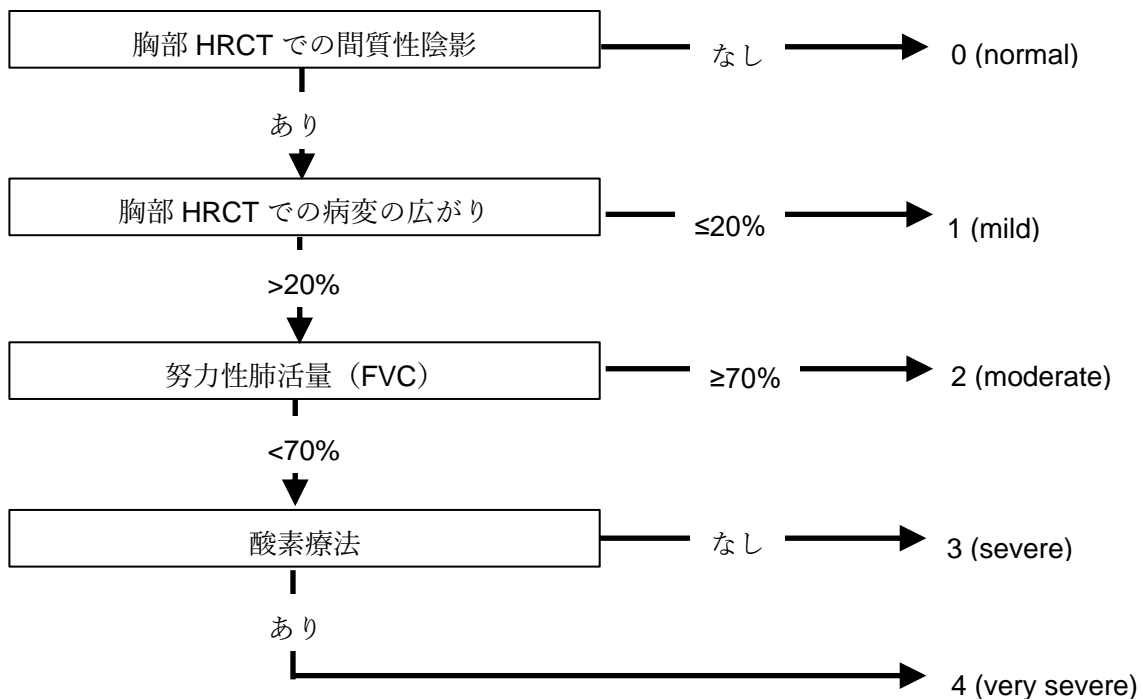 胸部 HRCT での間質性陰影
なし
0 (normal)
あり
胸部 HRCT での病変の広がり
≤20%
1 (mild)
>20%
努力性肺活量（FVC）
≥70%
2 (moderate)
<70%
酸素療法
なし
3 (severe)
あり
4 (very severe)